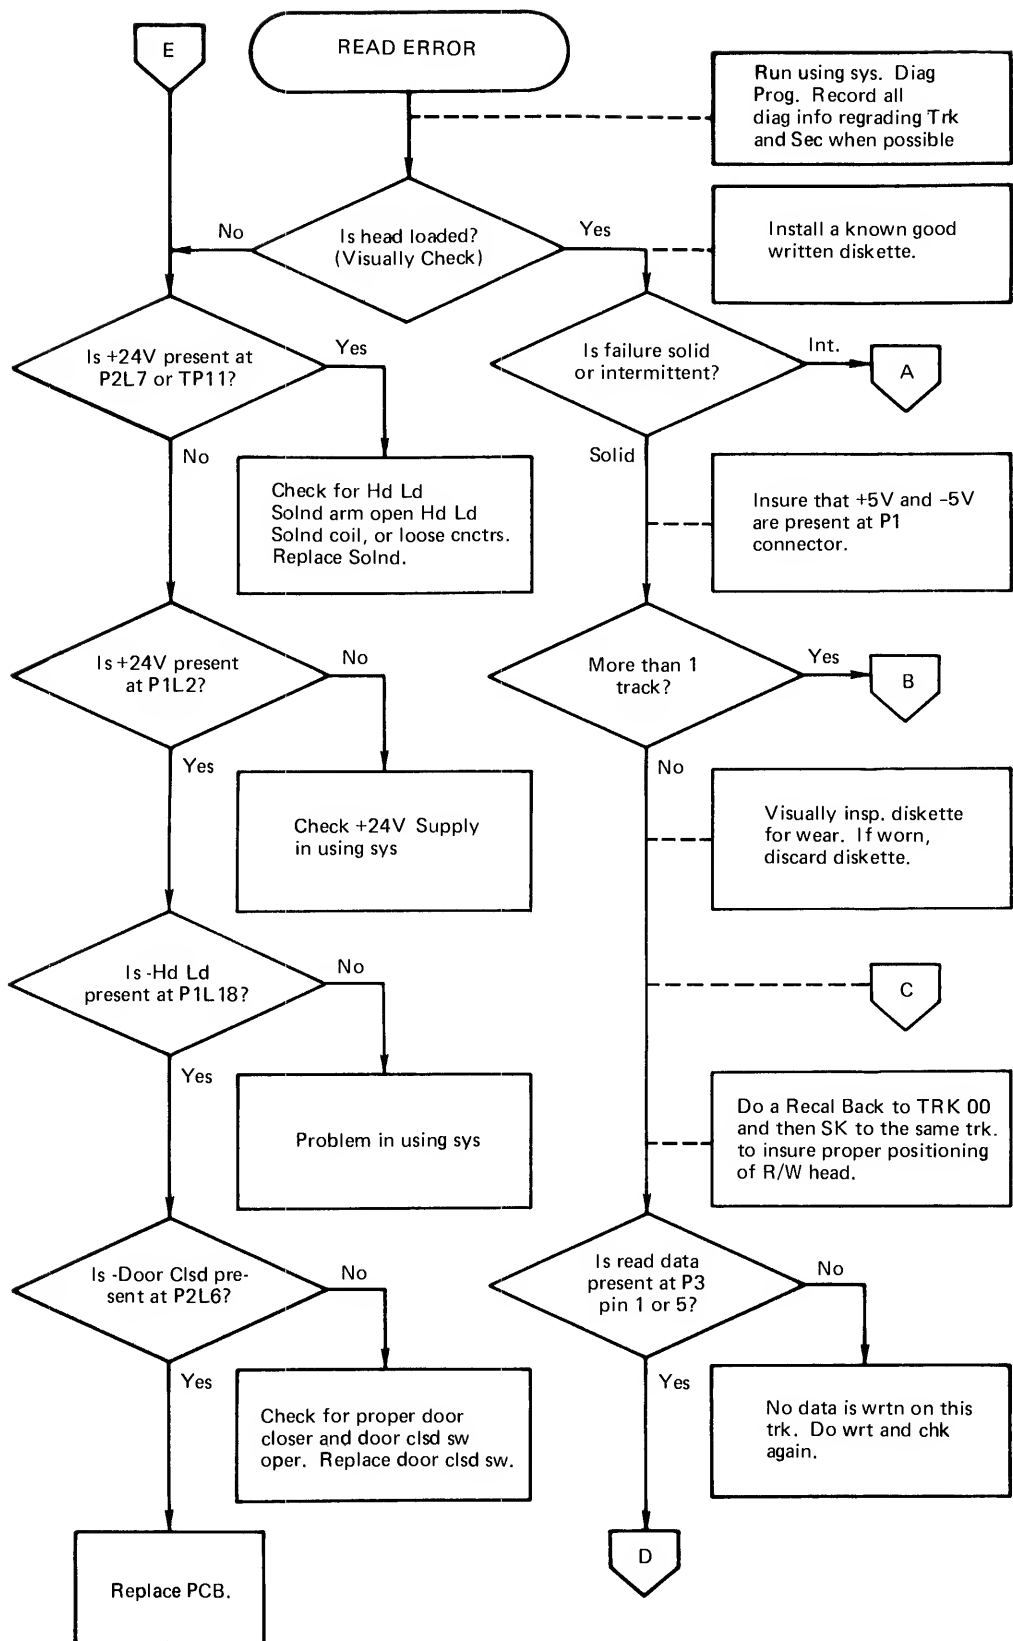 E
READ ERROR
Run using sys. Diag
Prog. Record all
diag info regrading Trk
and Sec when possible
No
Is head loaded?
(Visually Check)
Yes
Install a known good
written diskette.
Is +24V present at
P2L7 or TP11?
Yes
Is failure solid
or intermittent?
Int.
A
No
Solid
Check for Hd Ld
Solnd arm open Hd Ld
Solnd coil, or loose cnctrs.
Replace Solnd.
Insure that +5V and -5V
are present at P1
connector.
Is +24V present
at P1L2?
No
More than 1
track?
Yes
B
Yes
No
Check +24V Supply
in using sys
Visually insp. diskette
for wear. If worn,
discard diskette.
Is -Hd Ld
present at P1L18?
No
C
Yes
Problem in using sys
Do a Recal Back to TRK 00
and then SK to the same trk.
to insure proper positioning
of R/W head.
Is -Door Clsd pre-
sent at P2L6?
No
Is read data
present at P3
pin 1 or 5?
No
Yes
Yes
Check for proper door
closer and door clsd sw
oper. Replace door clsd sw.
No data is wrtn on this
trk. Do wrt and chk
again.
Replace PCB.
D